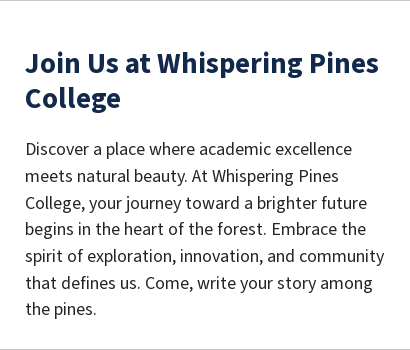 Join Us at Whispering Pines
College
Discover a place where academic excellence
meets natural beauty. At Whispering Pines
College, your journey toward a brighter future
begins in the heart of the forest. Embrace the
spirit of exploration, innovation, and community
that defines us. Come, write your story among
the pines.